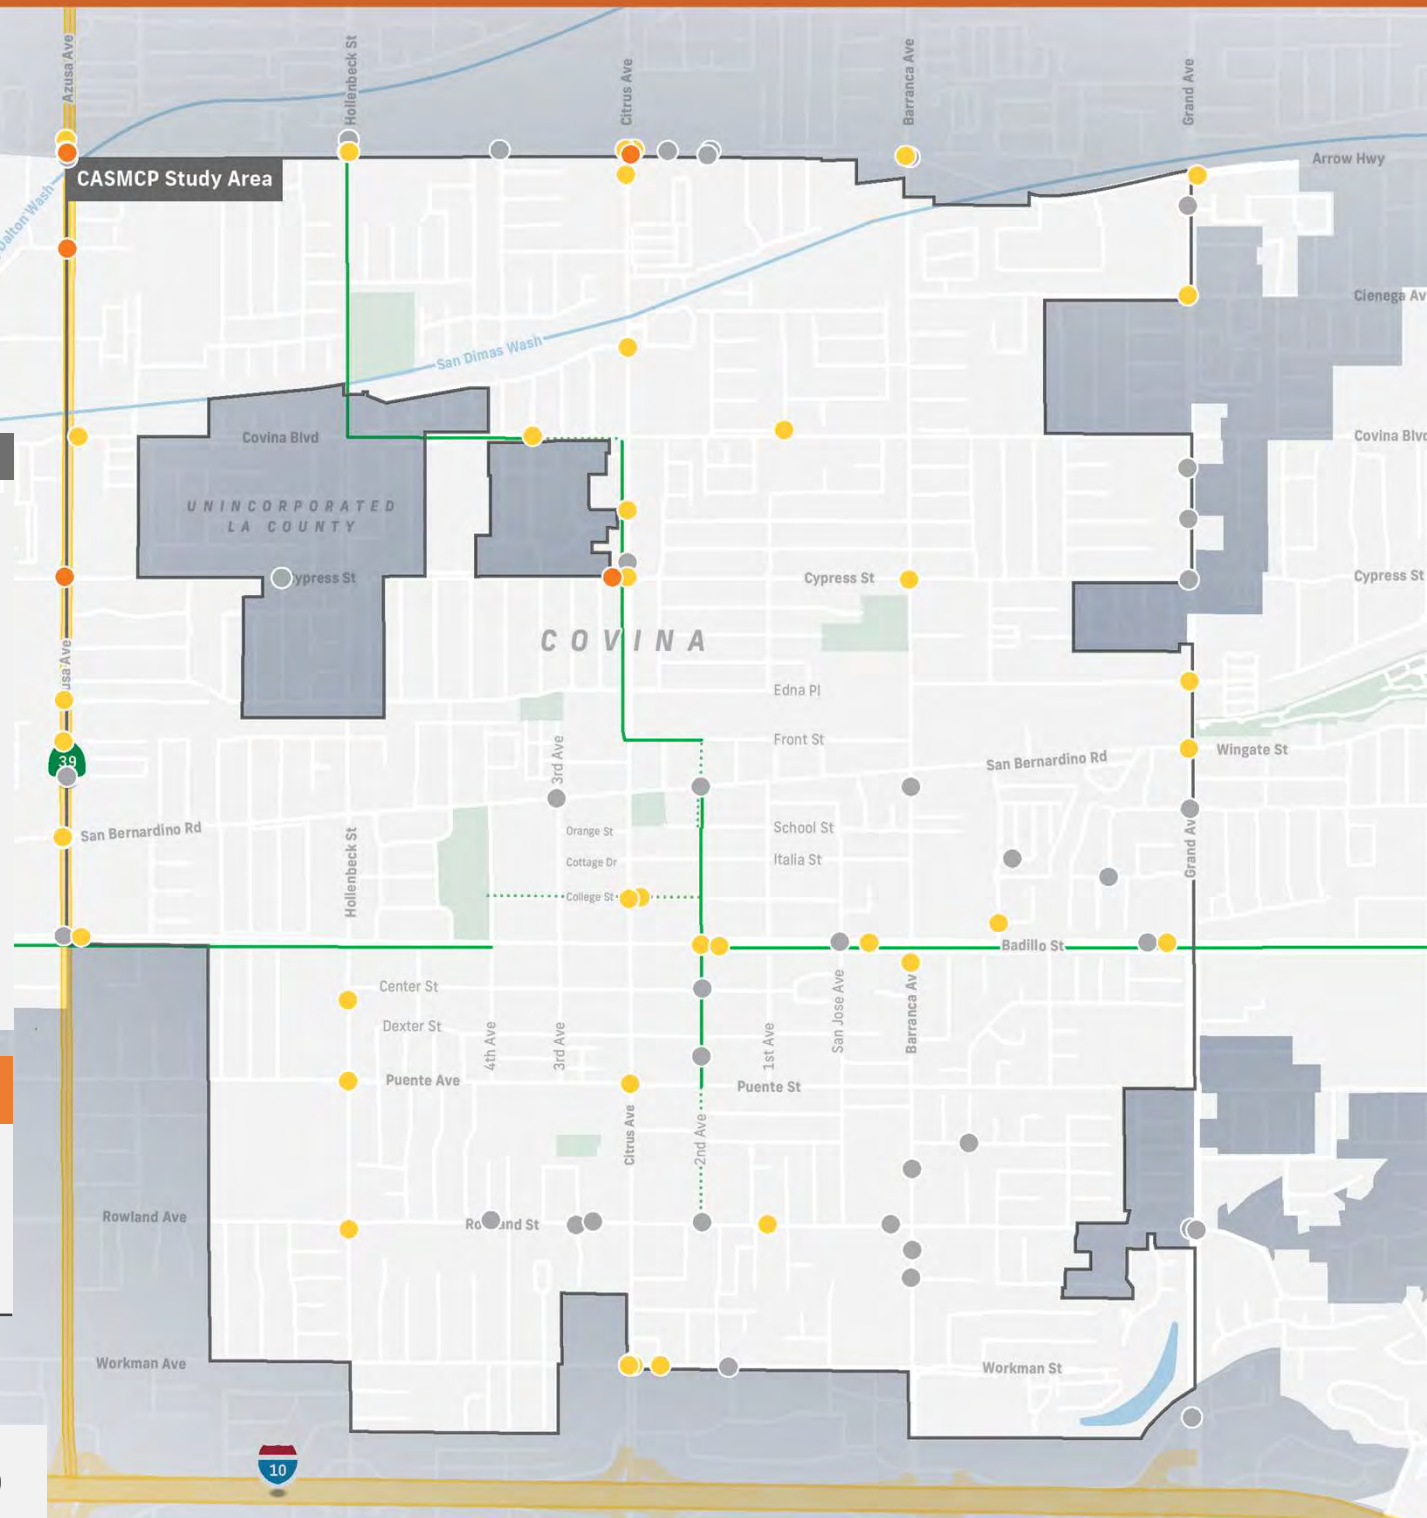 Azusa Ave
Hollenbeck St
Citrus Ave
Barranca Ave
Grand Ave
Arrow Hwy
CASMCP Study Area
Dalton Wash
Cienega Av
San Dimas Wash
Covina Blvd
Covina Blvd
UNINCORPORATED
LA COUNTY
ypress St
Cypress St
Cypress St
COVINA
usa Ave
Edna Pl
Front St
3rd Ave
39
San Bernardino Rd
Wingate St
San Bernardino Rd
Orange St
School St
Hollenbeck St
Cottage Dr
Italia St
Grand Av
College St
Badillo St
Center St
Dexter St
4th Ave
3rd Ave
1st Ave
San Jose Ave
Barranca Av
Puente Ave
Puente St
Citrus Ave
2nd Ave
Rowland Ave
Rowland St
Workman Ave
Workman St
10